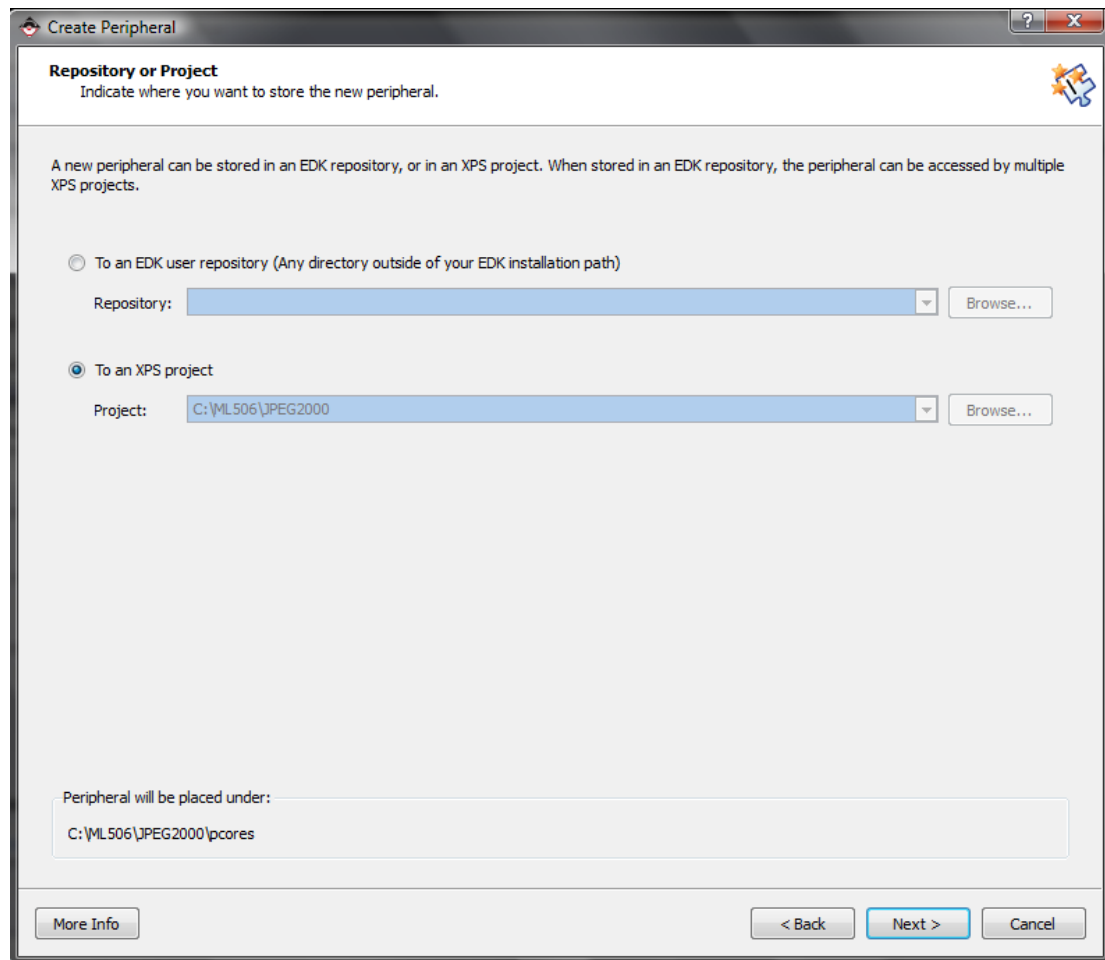 Create Peripheral
Repository or Project
Indicate where you want to store the new peripheral.
A new peripheral can be stored in an EDK repository, or in an XPS project. When stored in an EDK repository, the peripheral can be accessed by multiple
XPS projects.
To an EDK user repository (Any directory outside of your EDK installation path)
Repository:
Browse...
To an XPS project
Project:
C:\ML506\JPEG2000
Browse...
Peripheral will be placed under:
C:\ML506\JPEG2000\pcores
More Info
< Back
Next >
Cancel